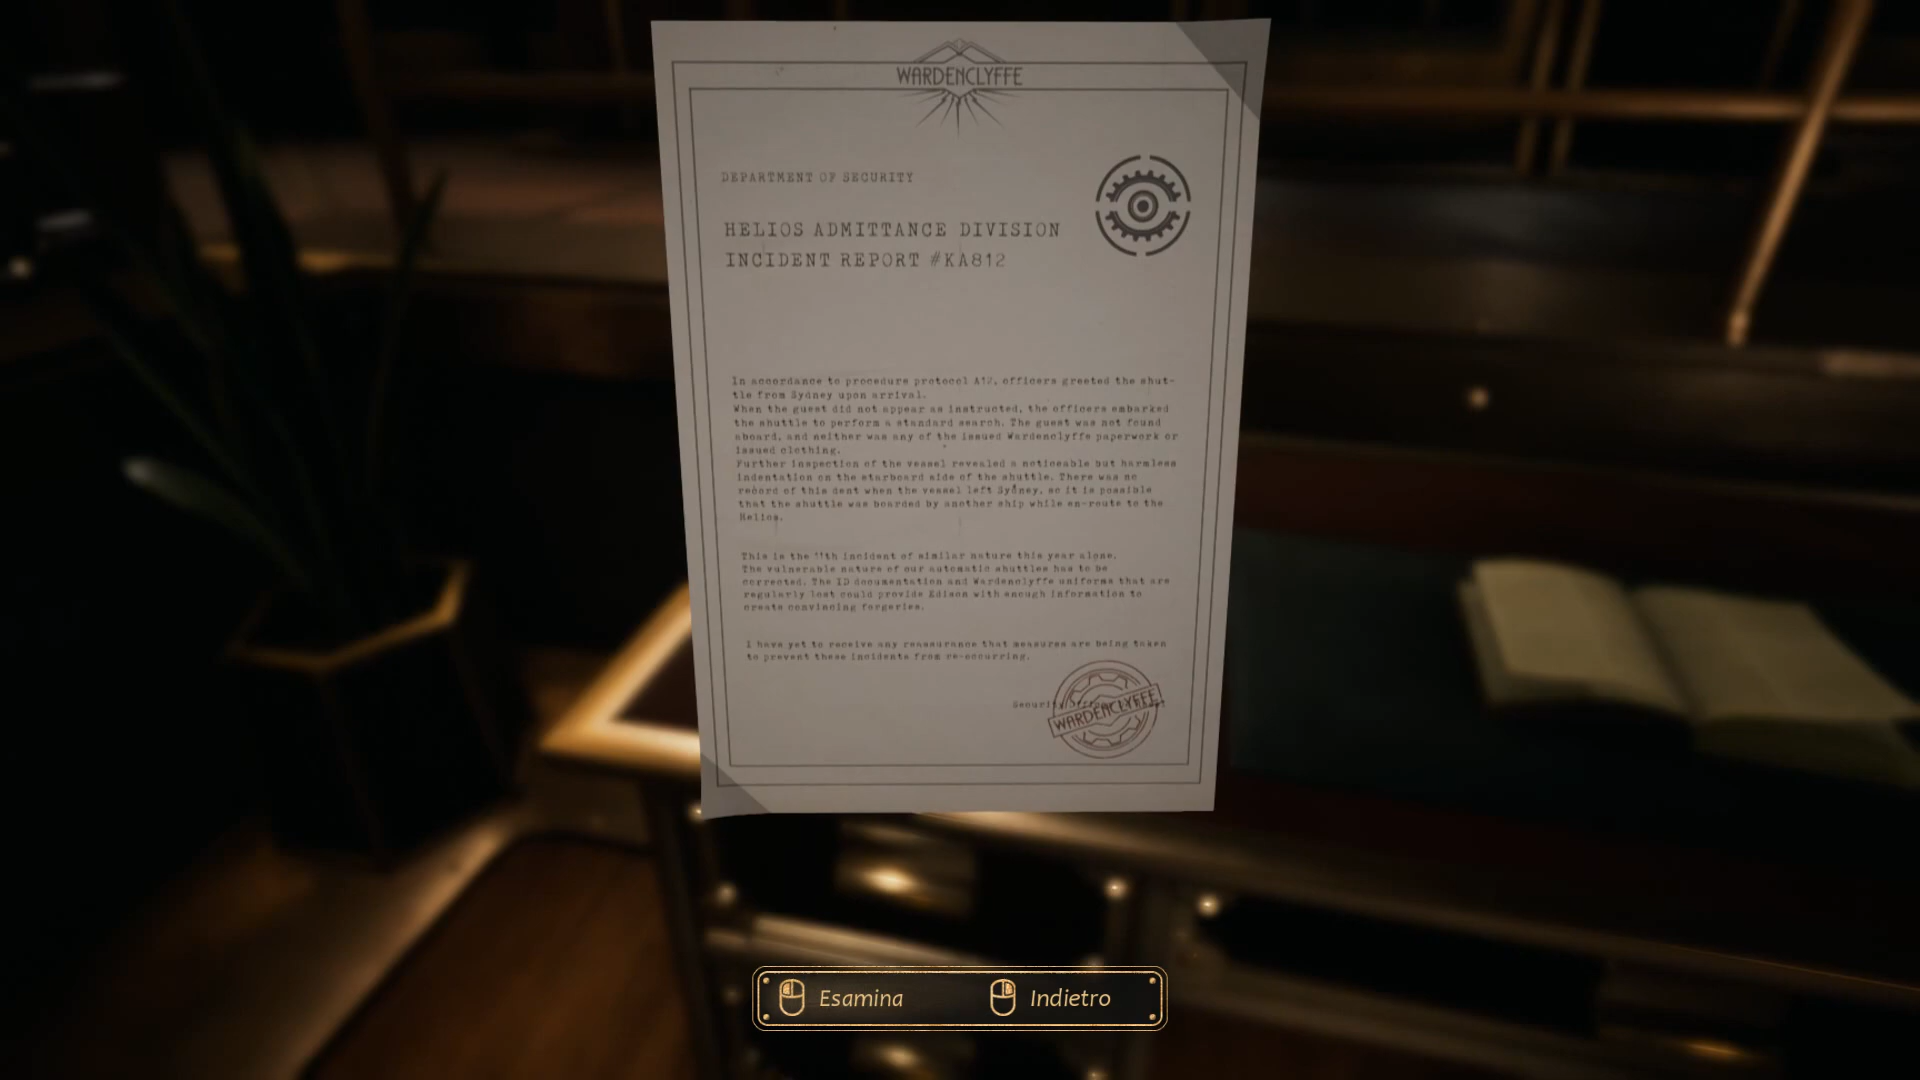 WARDENCLYFFE
DEPARTMENT OF SECURITY
HELIOS ADMITTANCE DIVISION
INCIDENT REPORT #KA812
In accordance to procedure protocol A12, officers greeted the shut-
tle from Sydney upon arrival.
When the guest did not appear as instructed, the officers embarked
the shuttle to perform a standard search. The guest was not found
aboard, and neither was any of the issued Wardenclyffe paperwork or
issued clothing.
Further inspection of the vessel revealed a noticeable but harmless
indentation on the starboard side of the shuttle. There was no
record of this dent when the vessel left Sydney, so it is possible
that the shuttle was boarded by another ship while en-route to the
Helios.
This is the 11th incident of similar nature this year alone.
The vulnerable nature of our automatic shuttles has to be
corrected. The ID documentation and Wardenclyffe uniforms that are
regularly lost could provide Edison with enough information to
create convincing forgeries.
I have yet to receive any reassurance that measures are being taken
to prevent these incidents from re-occurring.
Security
WARDENCLYFFE
Esamina
Indietro